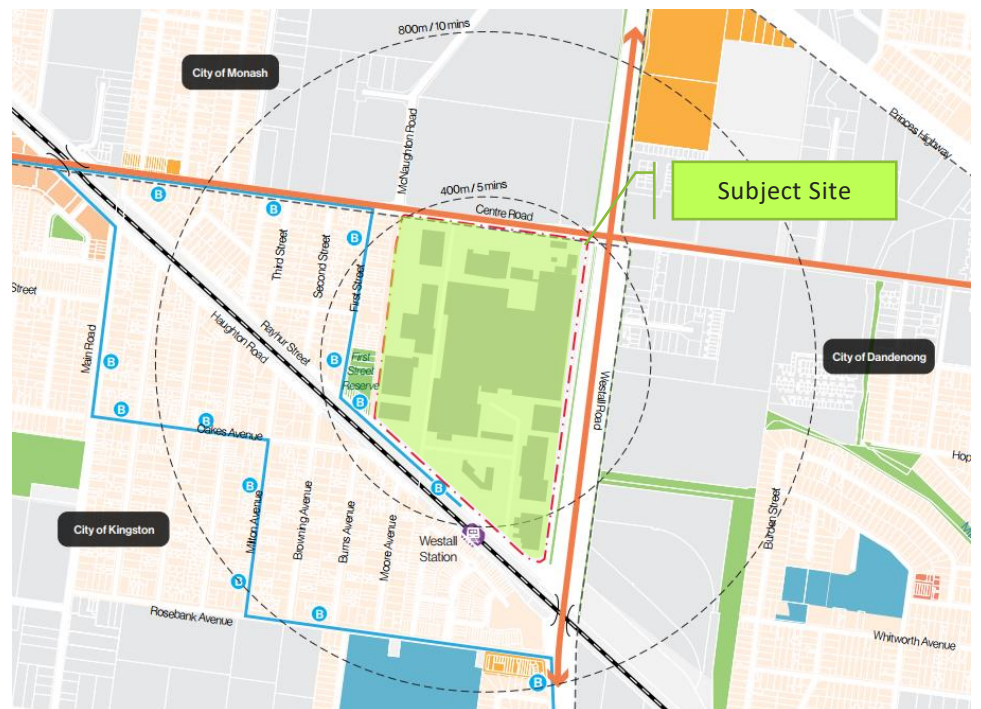 800m / 10 mins
City of Monash
Princes Highway
McNaughton Road
Subject Site
400m / 5 mins
B
B
Centre Road
B
Third Street
Second Street
First Street
Street
Rayhur Street
Haughton Road
Main Road
B
B
First
Street
Reserve
City of Dandenong
Westall Road
B
B
B
Oakes Avenue
Hop
B
B
Burden Street
City of Kingston
Milton Avenue
Browning Avenue
Burns Avenue
Moore Avenue
Westall
Station
B
Rosebank Avenue
B
Whitworth Avenue
B